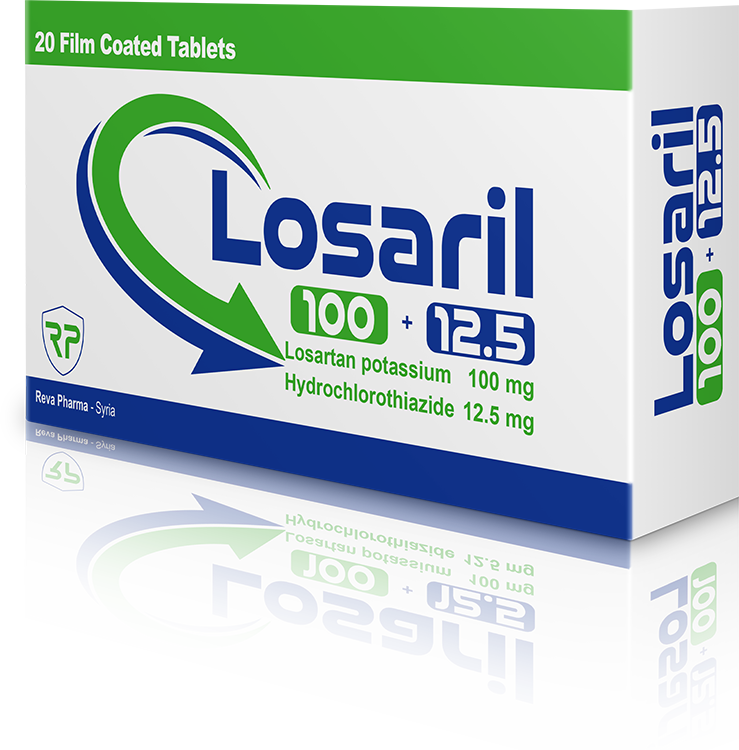 20 Film Coated Tablets
Losaril
100 + 12.5
Losartan potassium 100 mg
Hydrochlorothiazide 12.5 mg
RP
Reva Pharma - Syria
Losaril
100 + 12.5